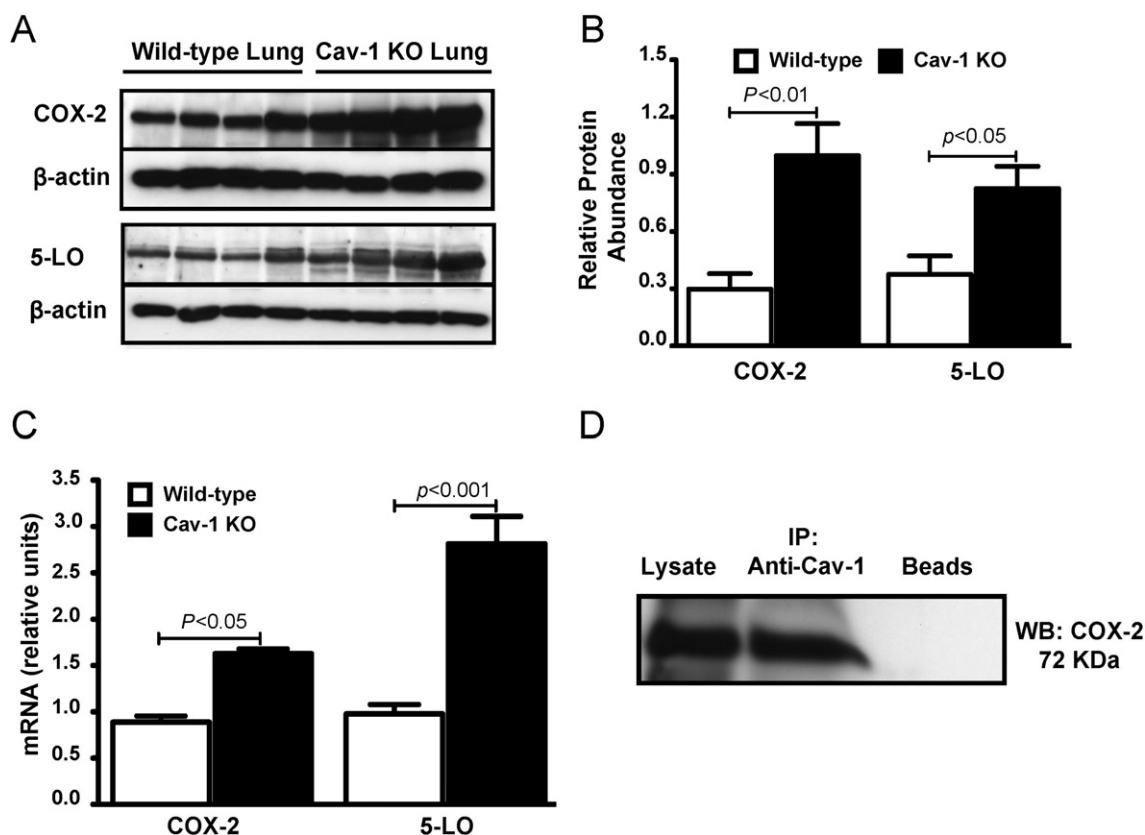 A
Wild-type Lung Cav-1 KO Lung
COX-2
β-actin
5-LO
β-actin
B
Wild-type Cav-1 KO
P<0.01
p<0.05
Relative Protein
Abundance
1.5
1.2
0.9
0.6
0.3
0.0
COX-2 5-LO
C
Wild-type
Cav-1 KO
P<0.05
p<0.001
mRNA (relative units)
3.5
3.0
2.5
2.0
1.5
1.0
0.5
0.0
COX-2 5-LO
D
IP:
Lysate Anti-Cav-1 Beads
WB: COX-2
72 KDa